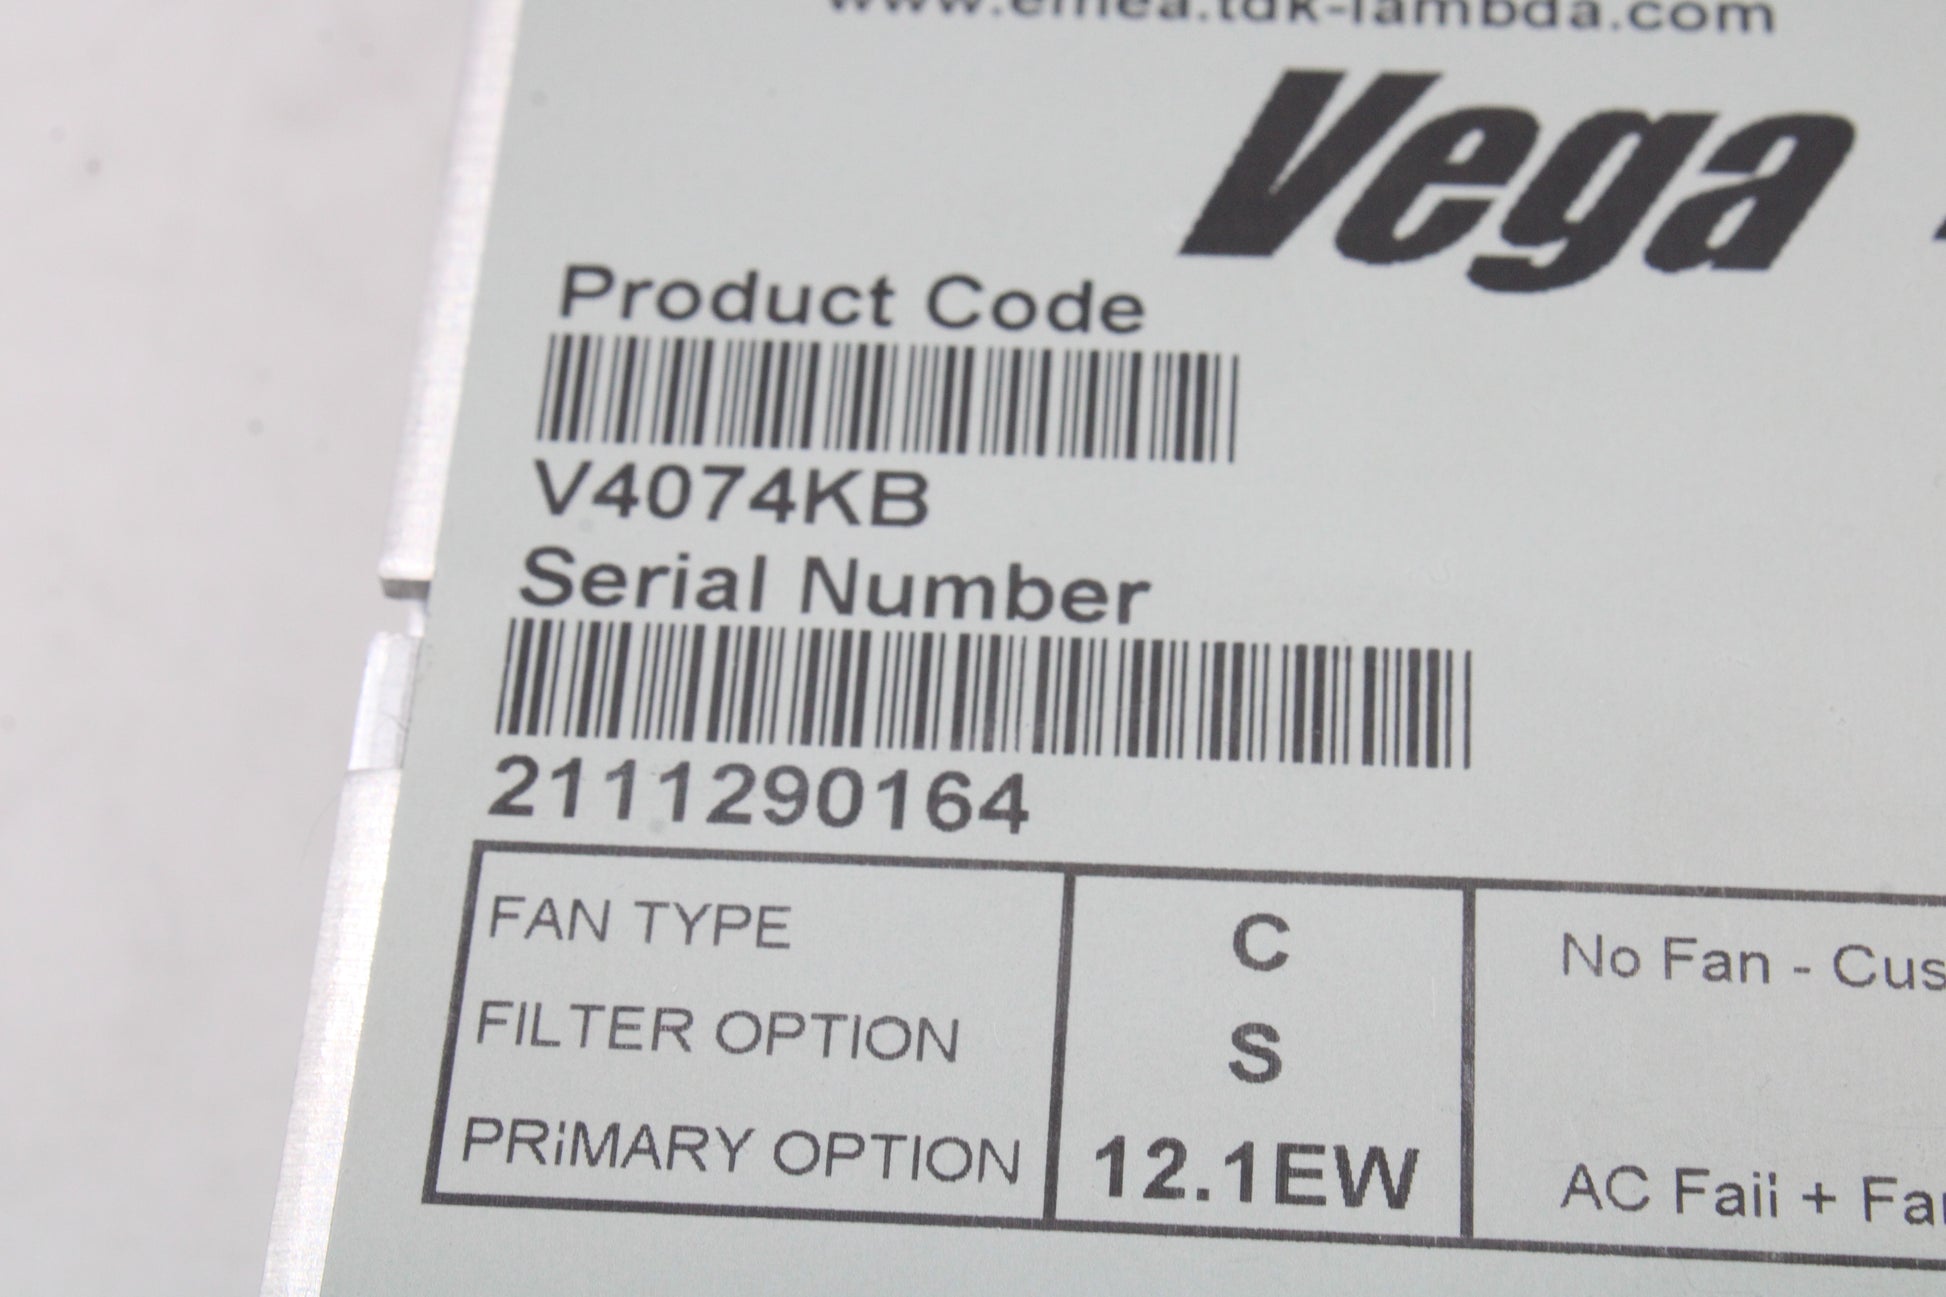 www.emea.tdk-lambda.com
Vega
Product Code
V4074KB
Serial Number
2111290164
FAN TYPE C No Fan - Cus
FILTER OPTION S
PRiMARY OPTION 12.1EW AC Faii + Fa